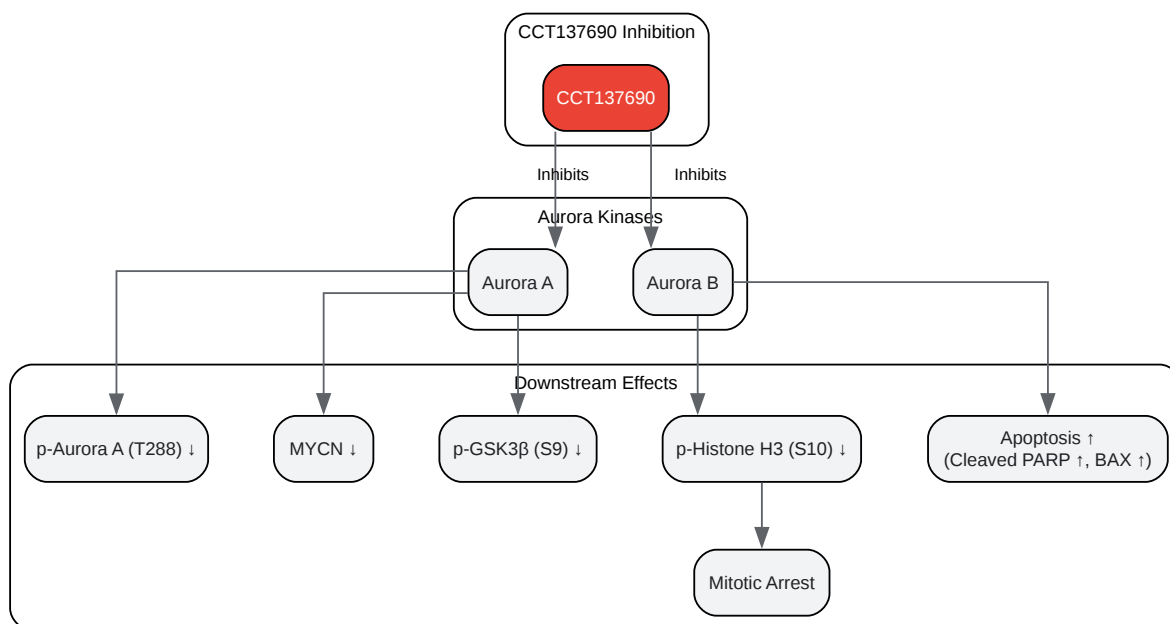 CCT137690 Inhibition
CCT137690
Inhibits
Inhibits
Aurora Kinases
Aurora A
Aurora B
Downstream Effects
p-Aurora A (T288) ↓
MYCN ↓
p-GSK3β (S9) ↓
p-Histone H3 (S10) ↓
Apoptosis ↑
(Cleaved PARP ↑, BAX ↑)
Mitotic Arrest